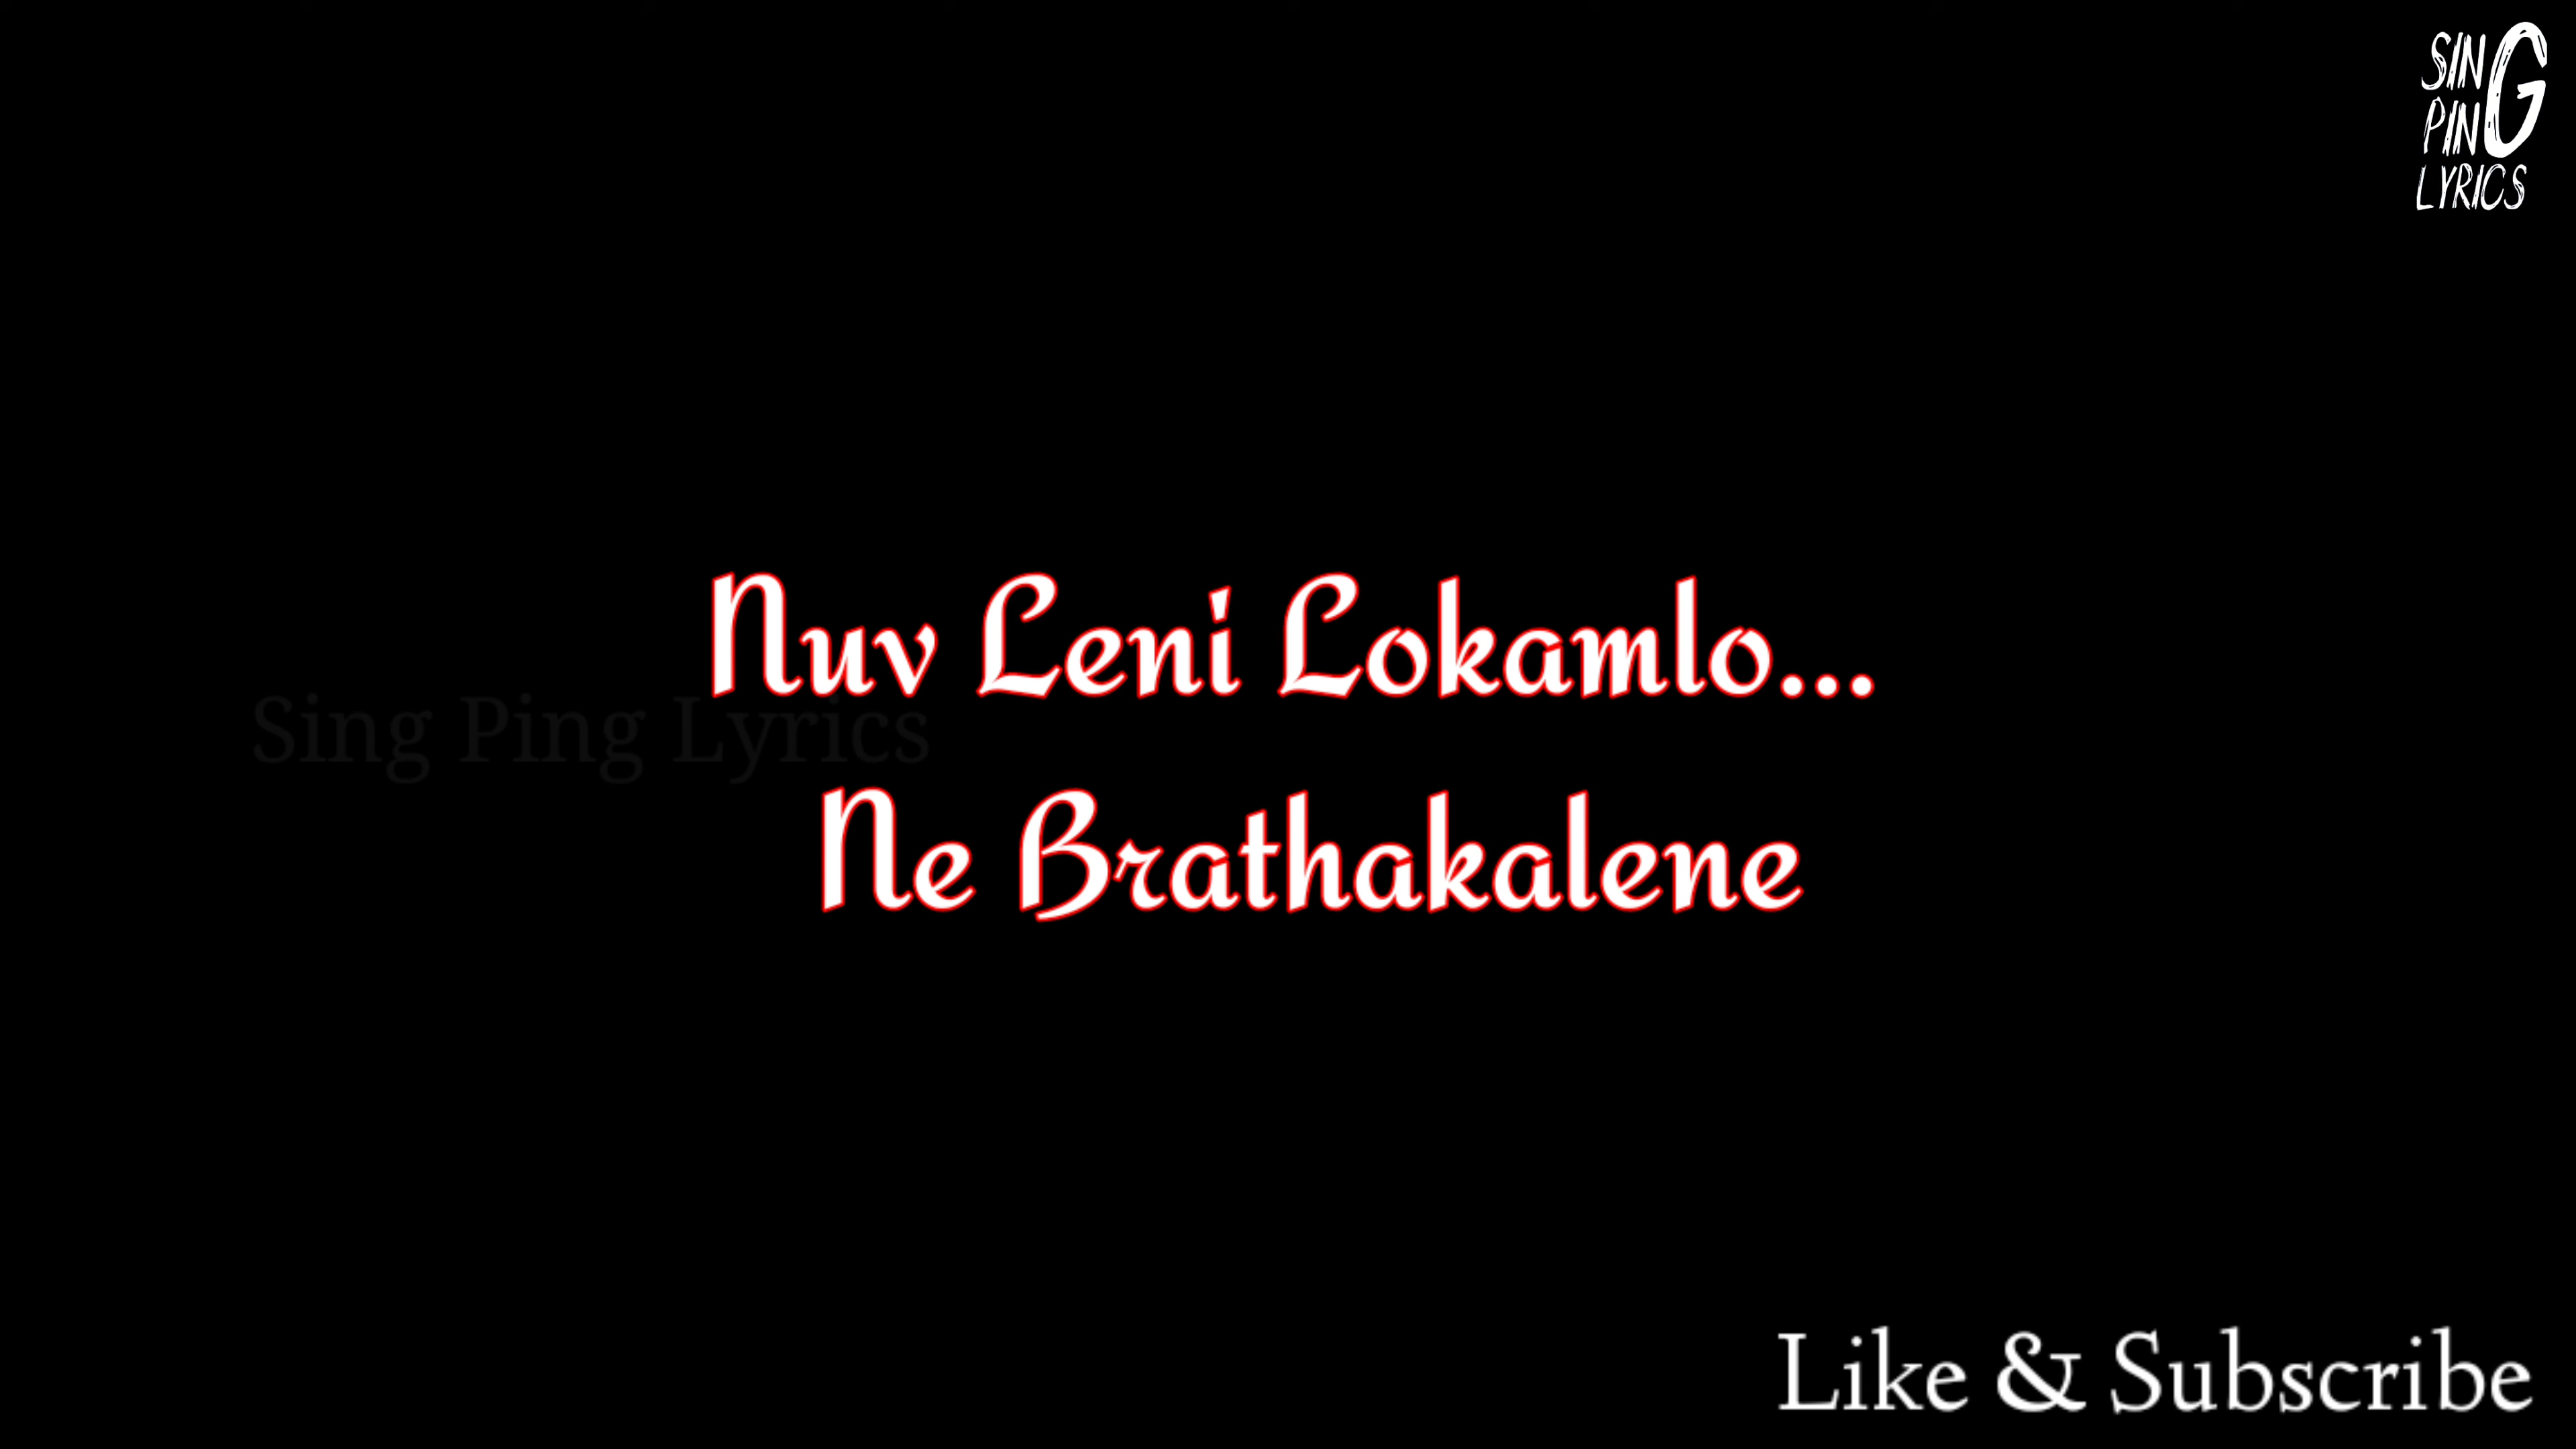 SING
PING
LYRICS
Nuv Leni Lokamlo...
Sing Ping Lyrics
Ne Brathakalene
Like & Subscribe